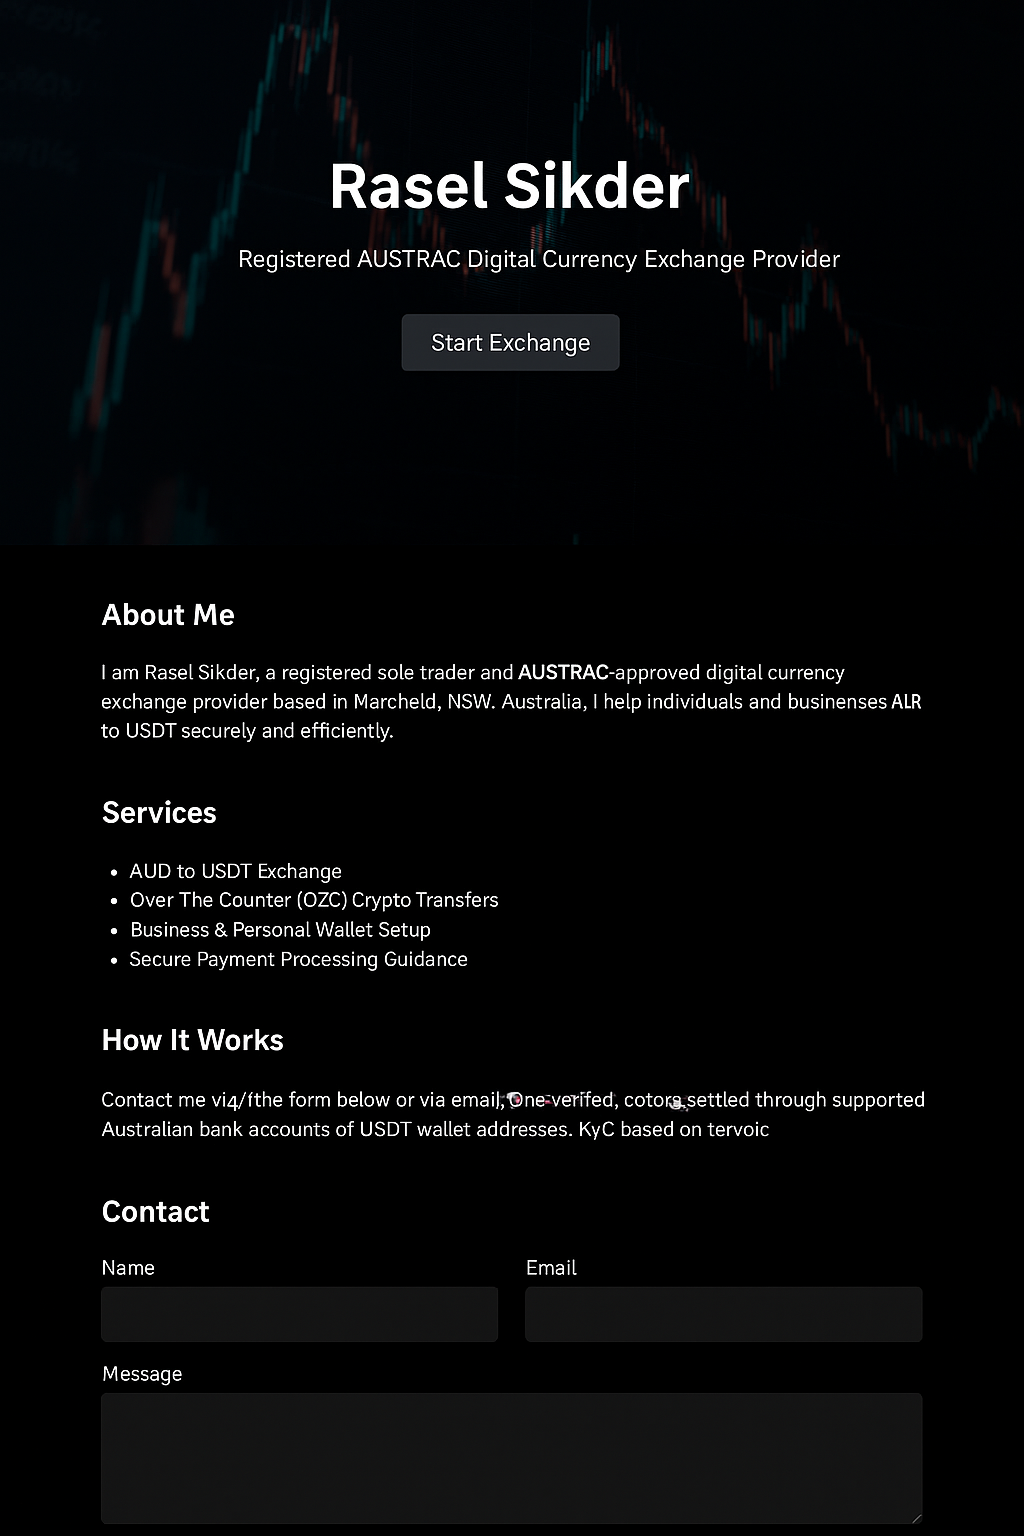 Rasel Sikder
Registered AUSTRAC Digital Currency Exchange Provider
Start Exchange
About Me
I am Rasel Sikder, a registered sole trader and AUSTRAC-approved digital currency
exchange provider based in Marcheld, NSW. Australia, I help individuals and businenses ALR
to USDT securely and efficiently.
Services
• AUD to USDT Exchange
• Over The Counter (OZC) Crypto Transfers
• Business & Personal Wallet Setup
• Secure Payment Processing Guidance
How It Works
Contact me vi4/fthe form below or via email, settled through supported
Australian bank accounts of USDT wallet addresses. KyC based on tervoic
Contact
Name
Email
Message